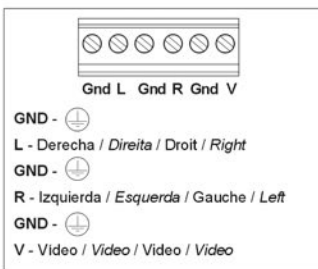 Gnd L Gnd R Gnd V
GND -
L - Derecha / Direita / Droit / Right
GND -
R - Izquierda / Esquerda / Gauche / Left
GND -
V - Video / Video / Video / Video